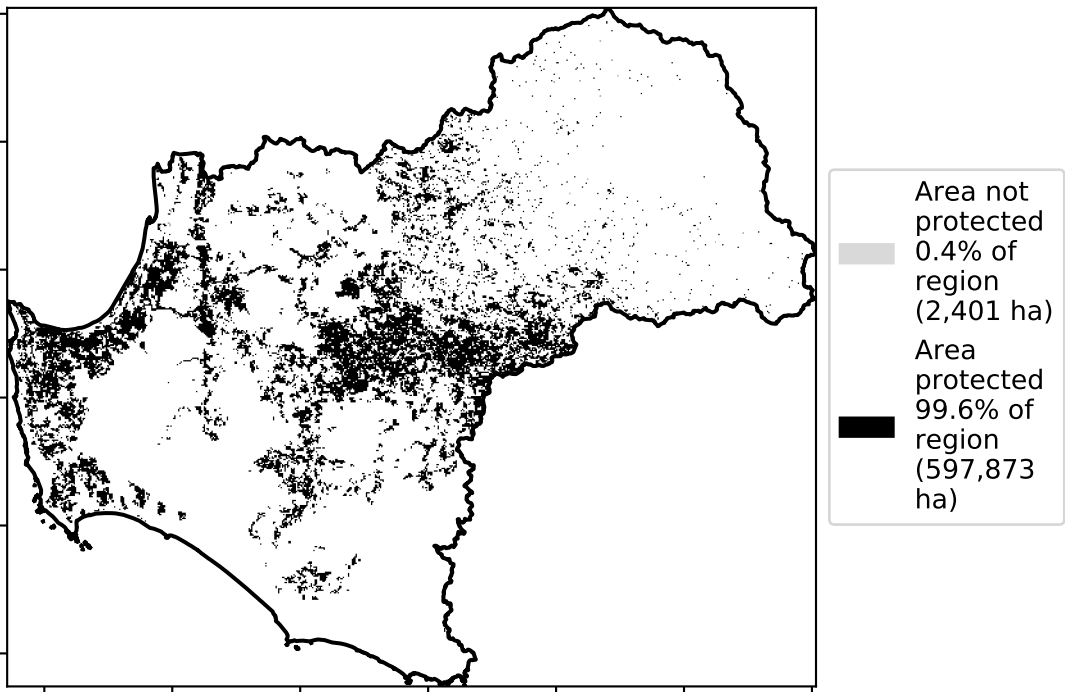 Area not
protected
0.4% of
region
(2,401 ha)
Area
protected
99.6% of
region
(597,873
ha)